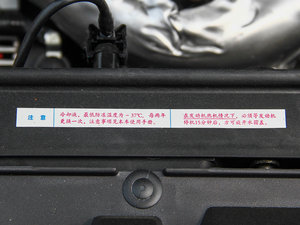 注 意
冷却液，最低防冻温度为－37℃，每两年
更换一次，注意事项见本车使用手册。
在发动机热机情况下，必须等发动机
停机15分钟后，方可旋开水箱盖。